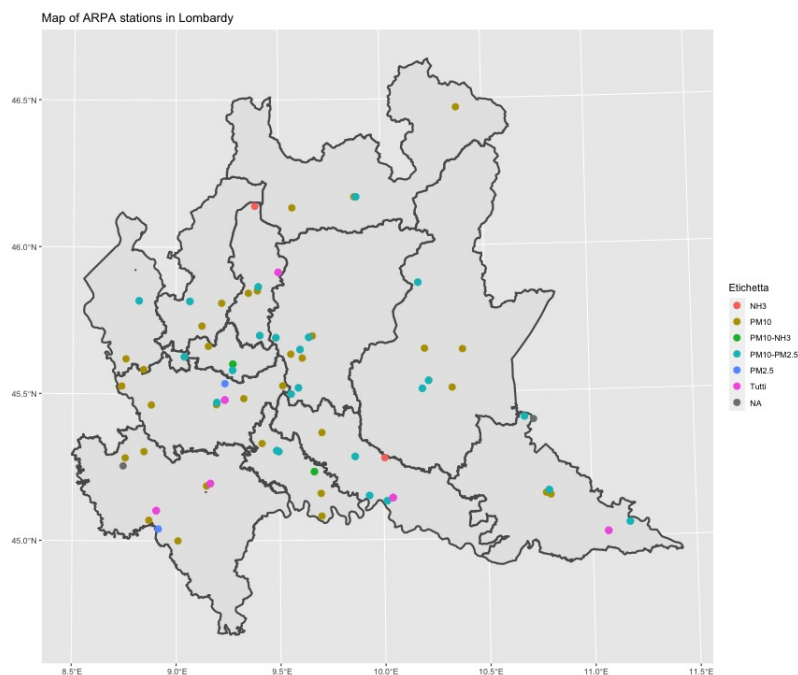 Map of ARPA stations in Lombardy
46.5°N
46.0°N
45.5°N
45.0°N
8.5°E 9.0°E 9.5°E 10.0°E 10.5°E 11.0°E 11.5°E
Etichetta
NH3
PM10
PM10-NH3
PM10-PM2.5
PM2.5
Tutti
NA